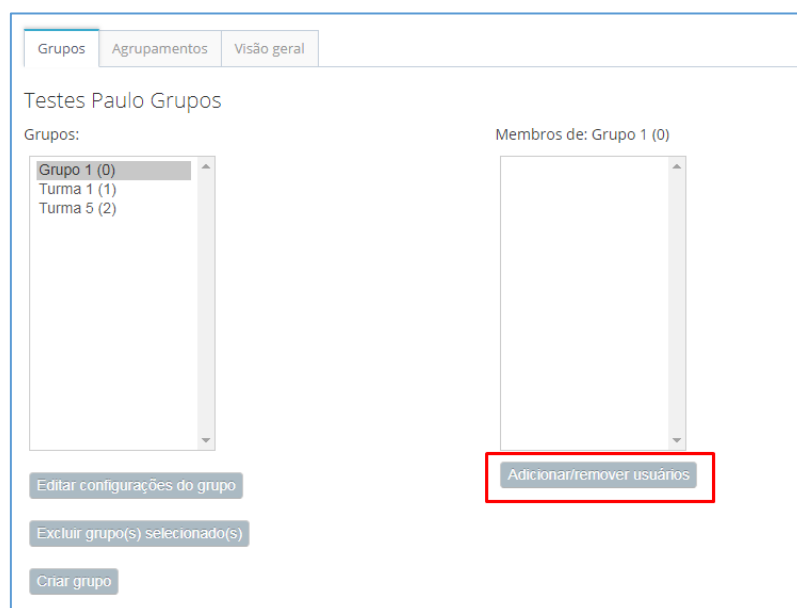 Grupos Agrupamentos Visão geral
Testes Paulo Grupos
Grupos:
Grupo 1 (0)
Turma 1 (1)
Turma 5 (2)
Editar configurações do grupo
Excluir grupo(s) selecionado(s)
Criar grupo
Membros de: Grupo 1 (0)
Adicionar/remover usuários